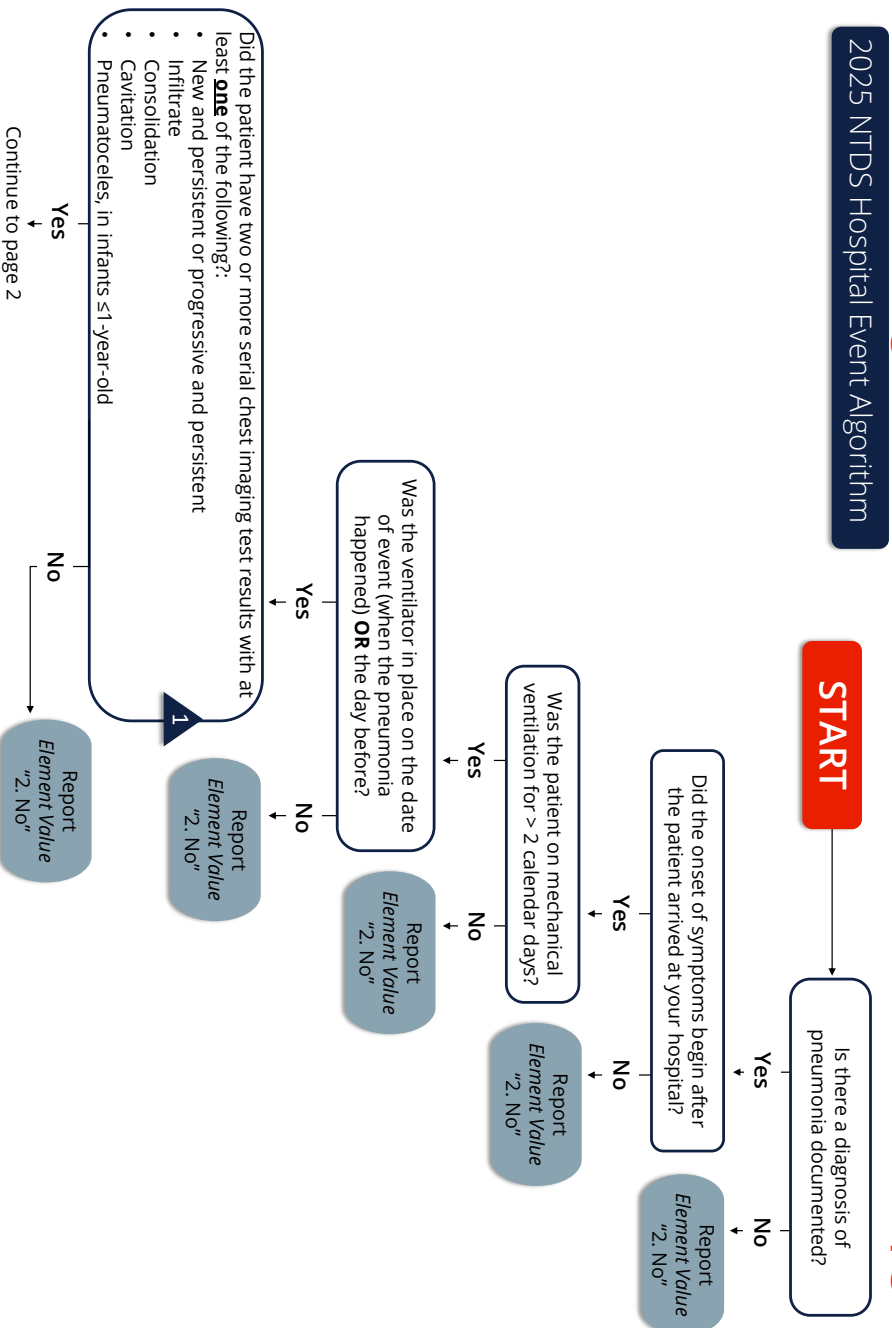 2025 NTDS Hospital Event Algorithm
START
Is there a diagnosis of
pneumonia documented?
Yes
No
Report
Element Value
“2. No”
Did the onset of symptoms begin after
the patient arrived at your hospital?
Yes
No
Report
Element Value
“2. No”
Was the patient on mechanical
ventilation for > 2 calendar days?
Yes
No
Report
Element Value
“2. No”
Was the ventilator in place on the date
of event (when the pneumonia
happened) OR the day before?
Yes
No
Report
Element Value
“2. No”
Did the patient have two or more serial chest imaging test results with at
least one of the following?:
• New and persistent or progressive and persistent
• Infiltrate
• Consolidation
• Cavitation
• Pneumatoceles, in infants ≤1-year-old
1
Yes
No
Report
Element Value
“2. No”
Continue to page 2